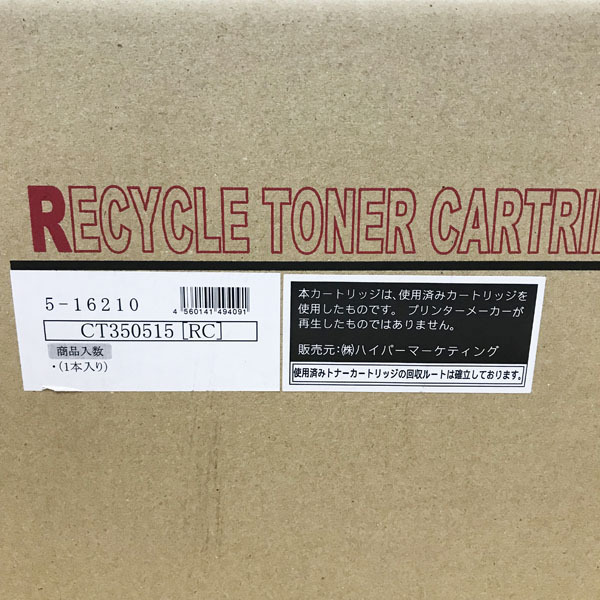 RECYCLE TONER CARTRI
5-16210
4 560141 494091
CT350515 [RC]
商品入数
・(1本入り)
本カートリッジは、使用済みカートリッジを
使用したものです。 プリンターメーカーが
再生したものではありません。
販売元:㈱ハイパーマーケティング
使用済みトナーカートリッジの回収ルートは確立しております。